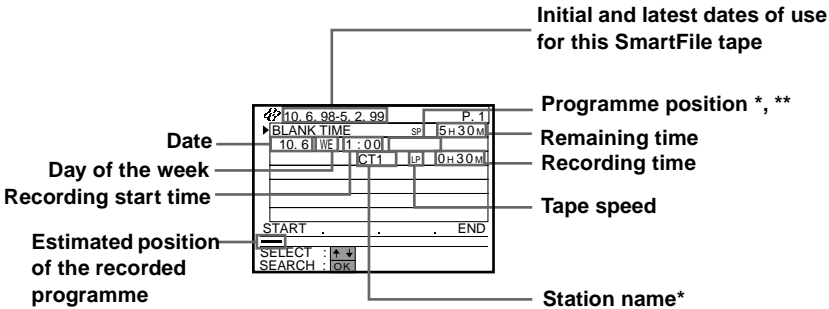 Initial and latest dates of use
for this SmartFile tape
Programme position *, **
Remaining time
Recording time
Tape speed
Station name*
Date
Day of the week
Recording start time
Estimated position
of the recorded
programme
10. 6. 98-5. 2. 99 P. 1
BLANK TIME SP 5H30M
10. 6 WE 1 : 00
CT1 LP 0H30M
START . . . END
SELECT : ↑ ↓
SEARCH : OK